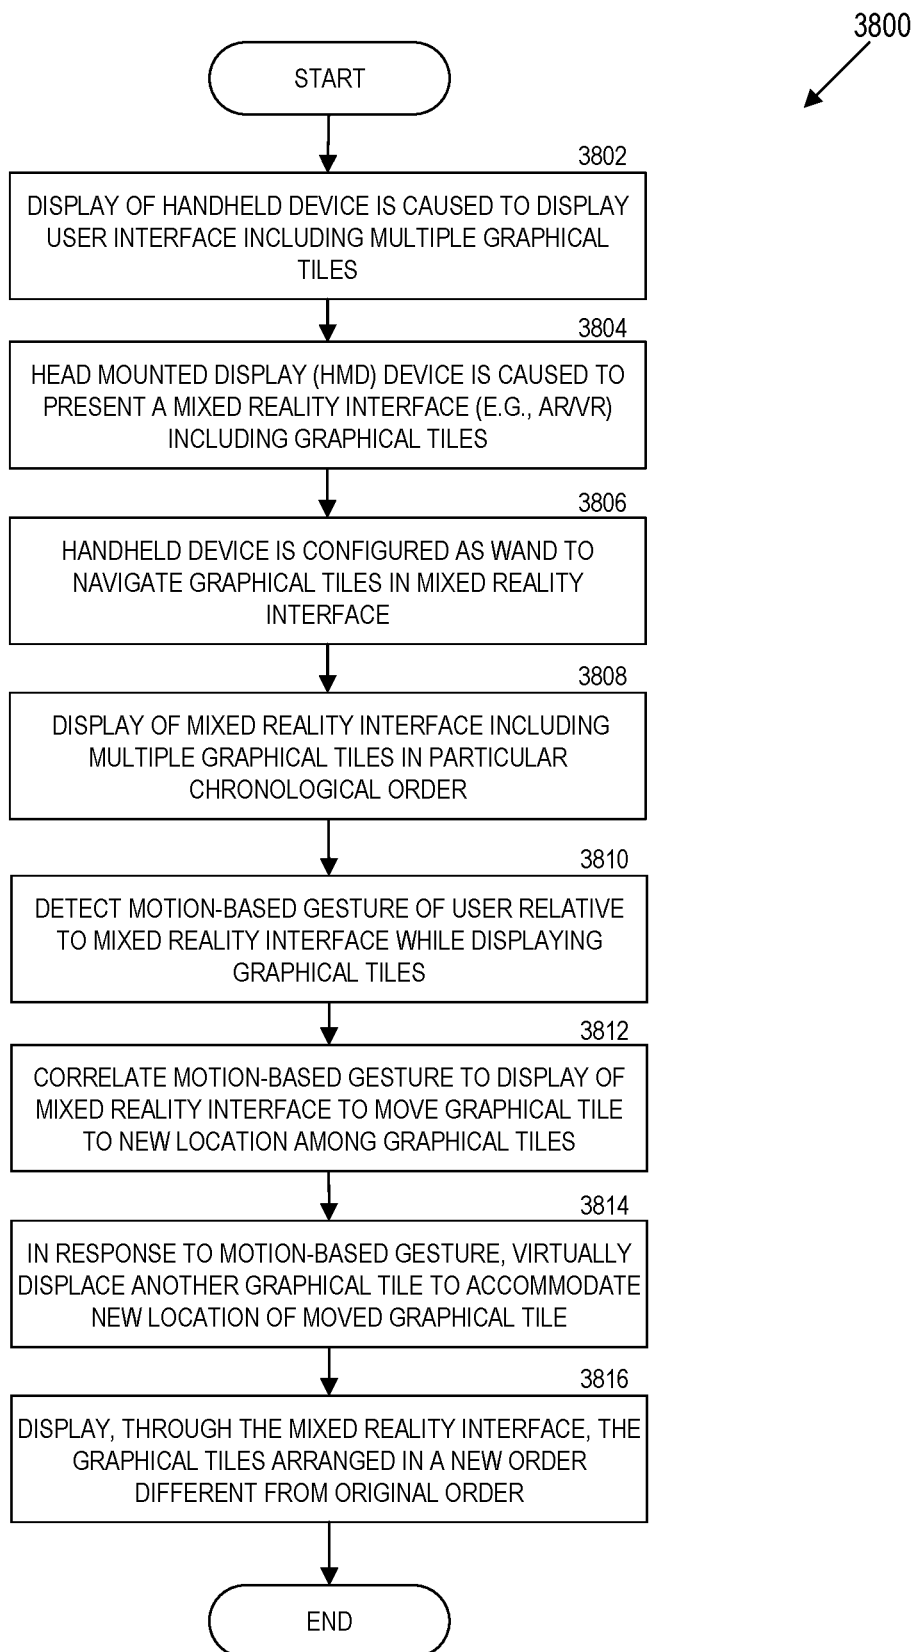 3800
START
3802
DISPLAY OF HANDHELD DEVICE IS CAUSED TO DISPLAY
USER INTERFACE INCLUDING MULTIPLE GRAPHICAL
TILES
3804
HEAD MOUNTED DISPLAY (HMD) DEVICE IS CAUSED TO
PRESENT A MIXED REALITY INTERFACE (E.G., AR/VR)
INCLUDING GRAPHICAL TILES
3806
HANDHELD DEVICE IS CONFIGURED AS WAND TO
NAVIGATE GRAPHICAL TILES IN MIXED REALITY
INTERFACE
3808
DISPLAY OF MIXED REALITY INTERFACE INCLUDING
MULTIPLE GRAPHICAL TILES IN PARTICULAR
CHRONOLOGICAL ORDER
3810
DETECT MOTION-BASED GESTURE OF USER RELATIVE
TO MIXED REALITY INTERFACE WHILE DISPLAYING
GRAPHICAL TILES
3812
CORRELATE MOTION-BASED GESTURE TO DISPLAY OF
MIXED REALITY INTERFACE TO MOVE GRAPHICAL TILE
TO NEW LOCATION AMONG GRAPHICAL TILES
3814
IN RESPONSE TO MOTION-BASED GESTURE, VIRTUALLY
DISPLACE ANOTHER GRAPHICAL TILE TO ACCOMMODATE
NEW LOCATION OF MOVED GRAPHICAL TILE
3816
DISPLAY, THROUGH THE MIXED REALITY INTERFACE, THE
GRAPHICAL TILES ARRANGED IN A NEW ORDER
DIFFERENT FROM ORIGINAL ORDER
END